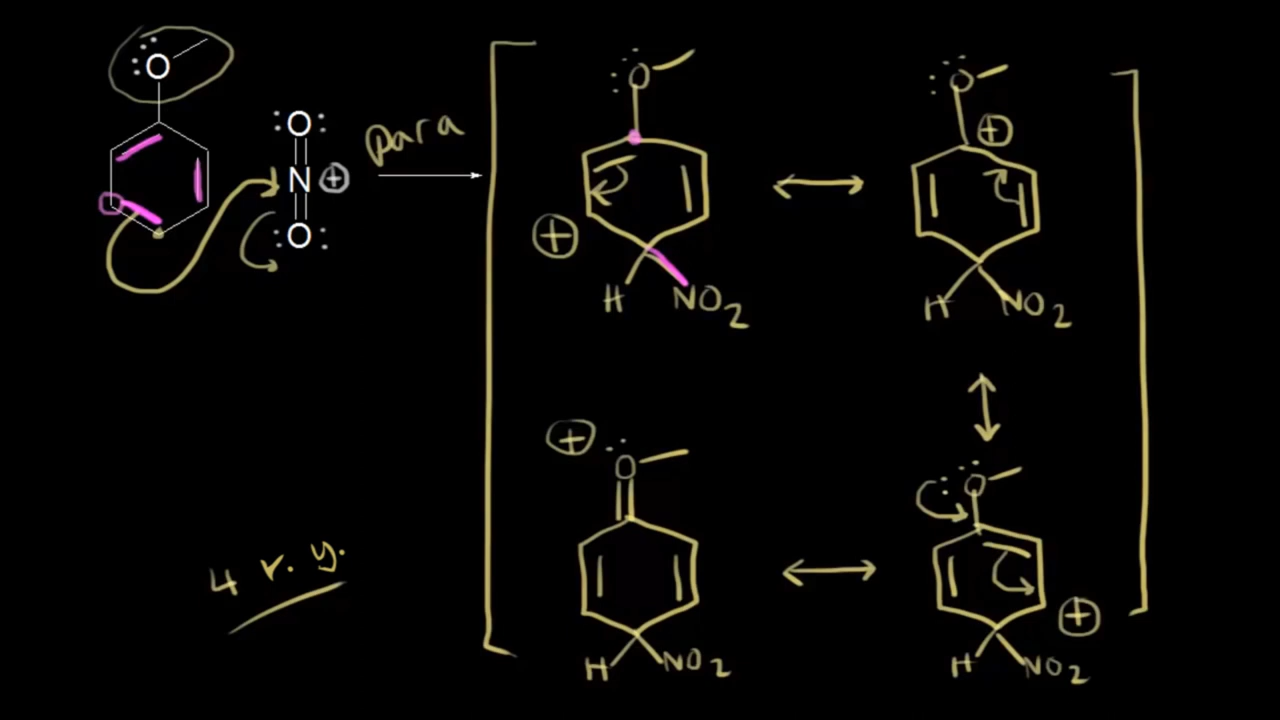 :O:
:O:
N+
:O:
para
:O:
+
H NO2
:O:
+
H NO2
+
O:
H NO2
:O:
+
H NO2
4 r. y.